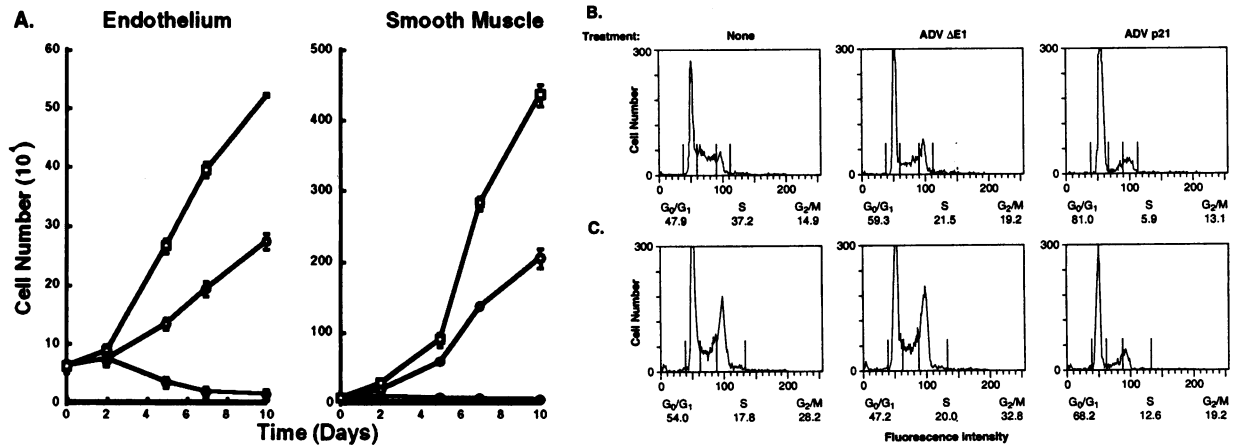 A. Endothelium Smooth Muscle
60
50
40
30
20
10
0
0 2 4 6 8 10
Cell Number (10⁴)
500
400
300
200
100
0
0 2 4 6 8 10
Time (Days)
B.
Treatment: None ADV ΔE1 ADV p21
300 300 300
Cell Number
0 0 0
0 100 200 0 100 200 0 100 200
G₀/G₁ S G₂/M G₀/G₁ S G₂/M G₀/G₁ S G₂/M
47.9 37.2 14.9 59.3 21.5 19.2 81.0 5.9 13.1
C.
300 300 300
Cell Number
0 0 0
0 100 200 0 100 200 0 100 200
G₀/G₁ S G₂/M G₀/G₁ S G₂/M G₀/G₁ S G₂/M
54.0 17.8 28.2 47.2 20.0 32.8 68.2 12.6 19.2
Fluorescence Intensity